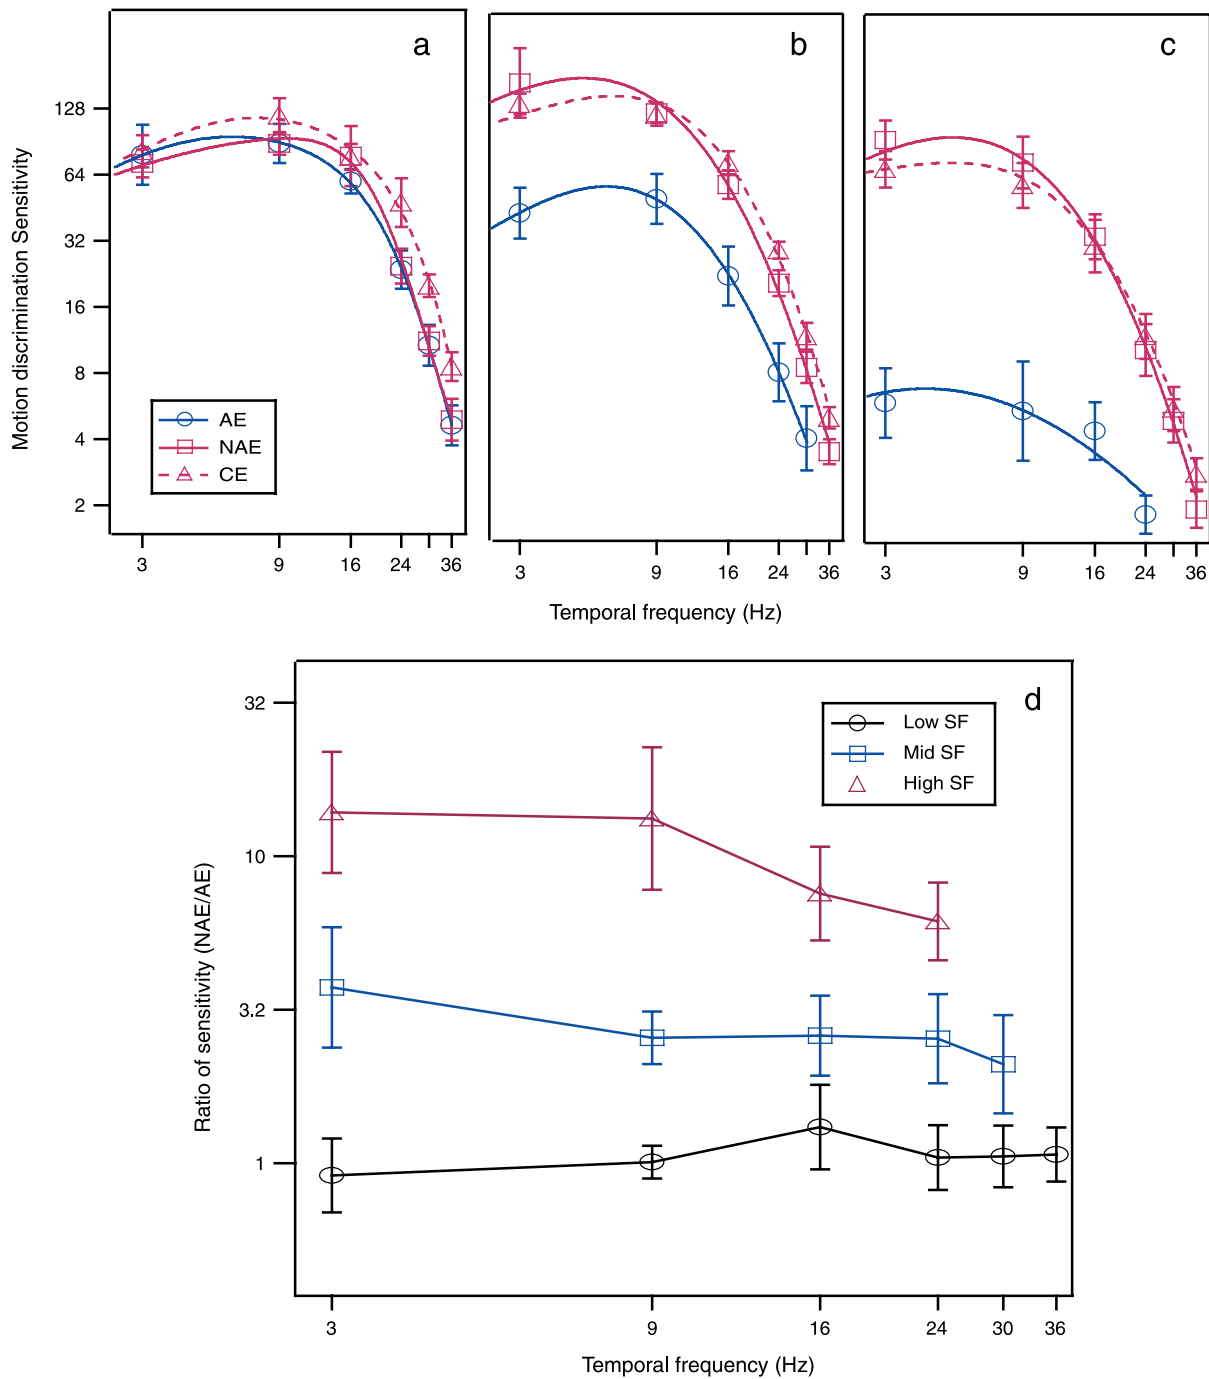 a
b
c
Motion discrimination Sensitivity
128
64
32
16
8
4
2
AE
NAE
CE
3 9 16 24 36
3 9 16 24 36
3 9 16 24 36
Temporal frequency (Hz)
d
Ratio of sensitivity (NAE/AE)
32
10
3.2
1
Low SF
Mid SF
High SF
3 9 16 24 30 36
Temporal frequency (Hz)